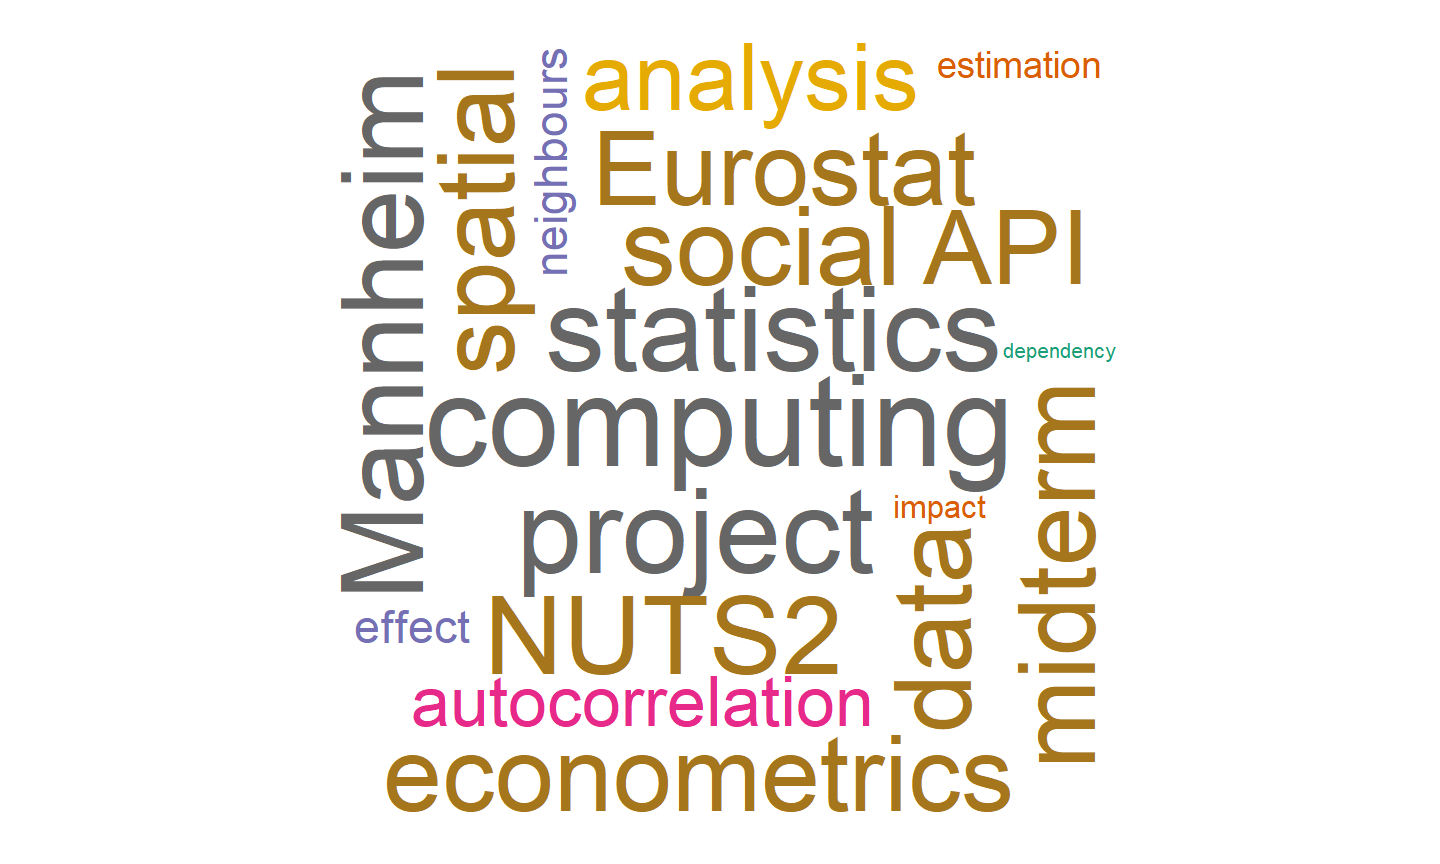 Mannheim
spatial
neighbours
analysis
estimation
Eurostat
social API
statistics
dependency
computing
project
impact
data
midterm
effect
NUTS2
autocorrelation
econometrics